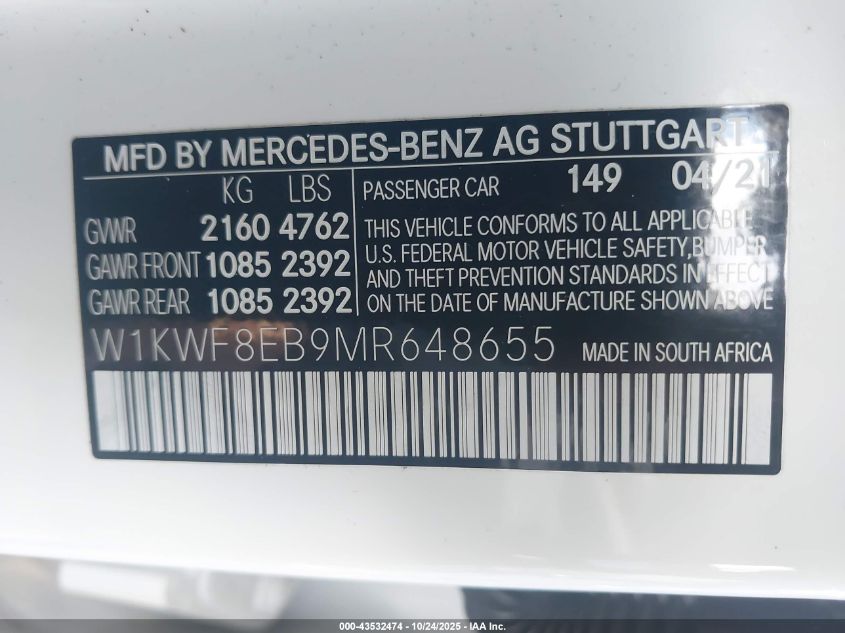 MFD BY MERCEDES-BENZ AG STUTTGART
KG LBS
GVWR 2160 4762
GAWR FRONT 1085 2392
GAWR REAR 1085 2392
PASSENGER CAR 149 04/21
THIS VEHICLE CONFORMS TO ALL APPLICABLE
U.S. FEDERAL MOTOR VEHICLE SAFETY, BUMPER
AND THEFT PREVENTION STANDARDS IN EFFECT
ON THE DATE OF MANUFACTURE SHOWN ABOVE
W1KWF8EB9MR648655 MADE IN SOUTH AFRICA
000-43532474 | 10/24/2025 - IAA Inc.